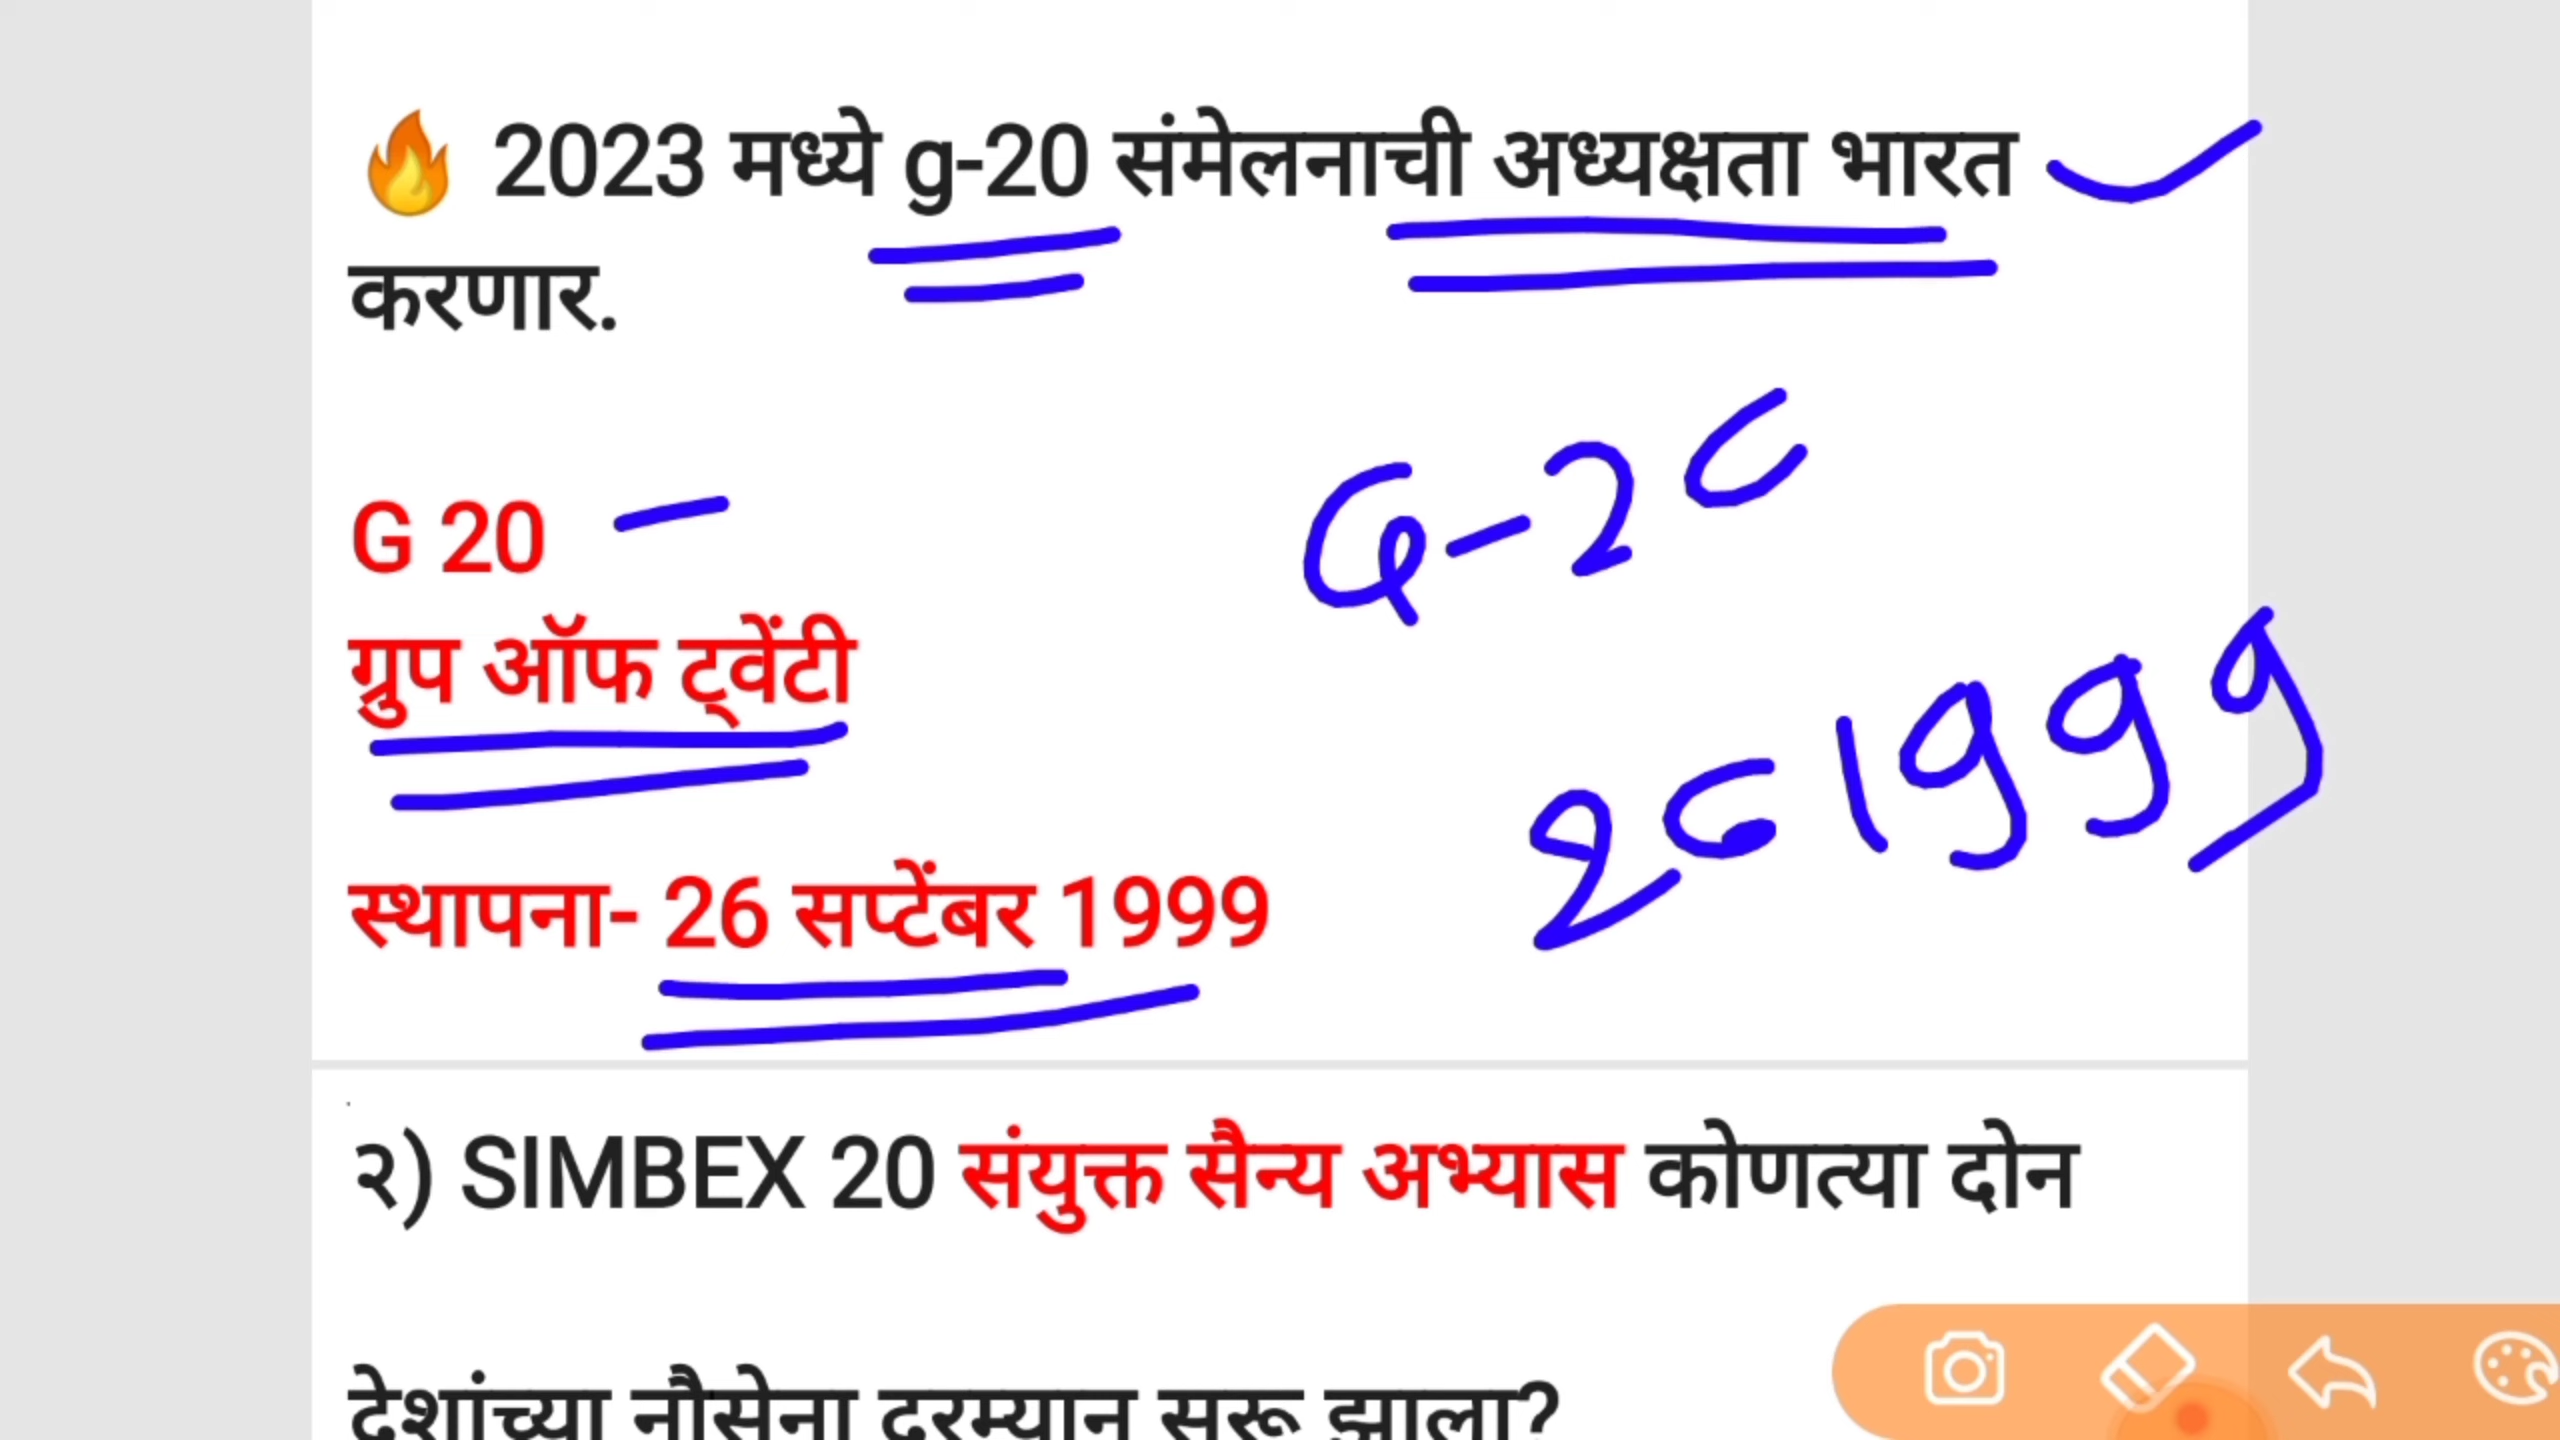 🔥 2023 मध्ये g-20 संमेलनाची अध्यक्षता भारत
करणार.
G 20
G-20
ग्रुप ऑफ ट्वेंटी
स्थापना- 26 सप्टेंबर 1999
26 1999
२) SIMBEX 20 संयुक्त सैन्य अभ्यास कोणत्या दोन
देशांच्या नौसेना दरम्यान सुरू झाला?